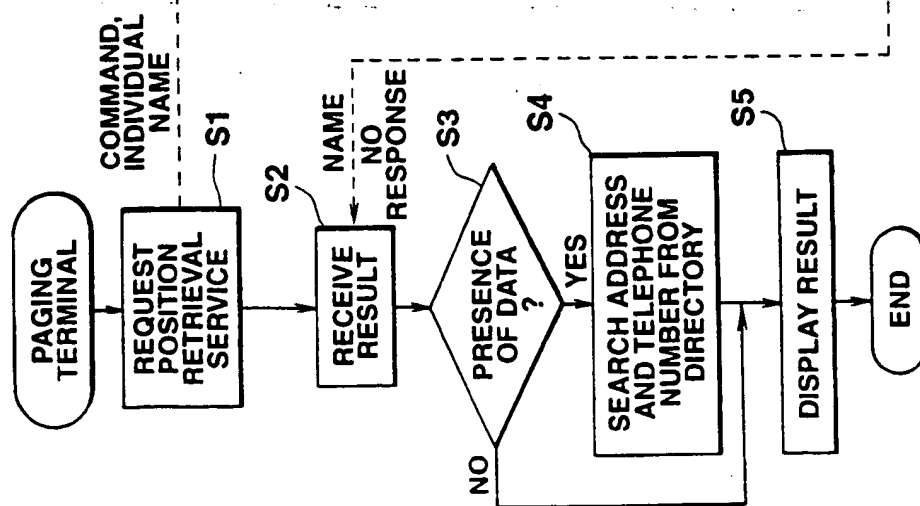 PAGING
TERMINAL
COMMAND,
INDIVIDUAL
NAME
REQUEST
POSITION
RETRIEVAL
SERVICE
S1
NAME
NO
RESPONSE
S2
RECEIVE
RESULT
S3
PRESENCE
OF DATA
?
NO
YES
S4
SEARCH ADDRESS
AND TELEPHONE
NUMBER FROM
DIRECTORY
S5
DISPLAY RESULT
END